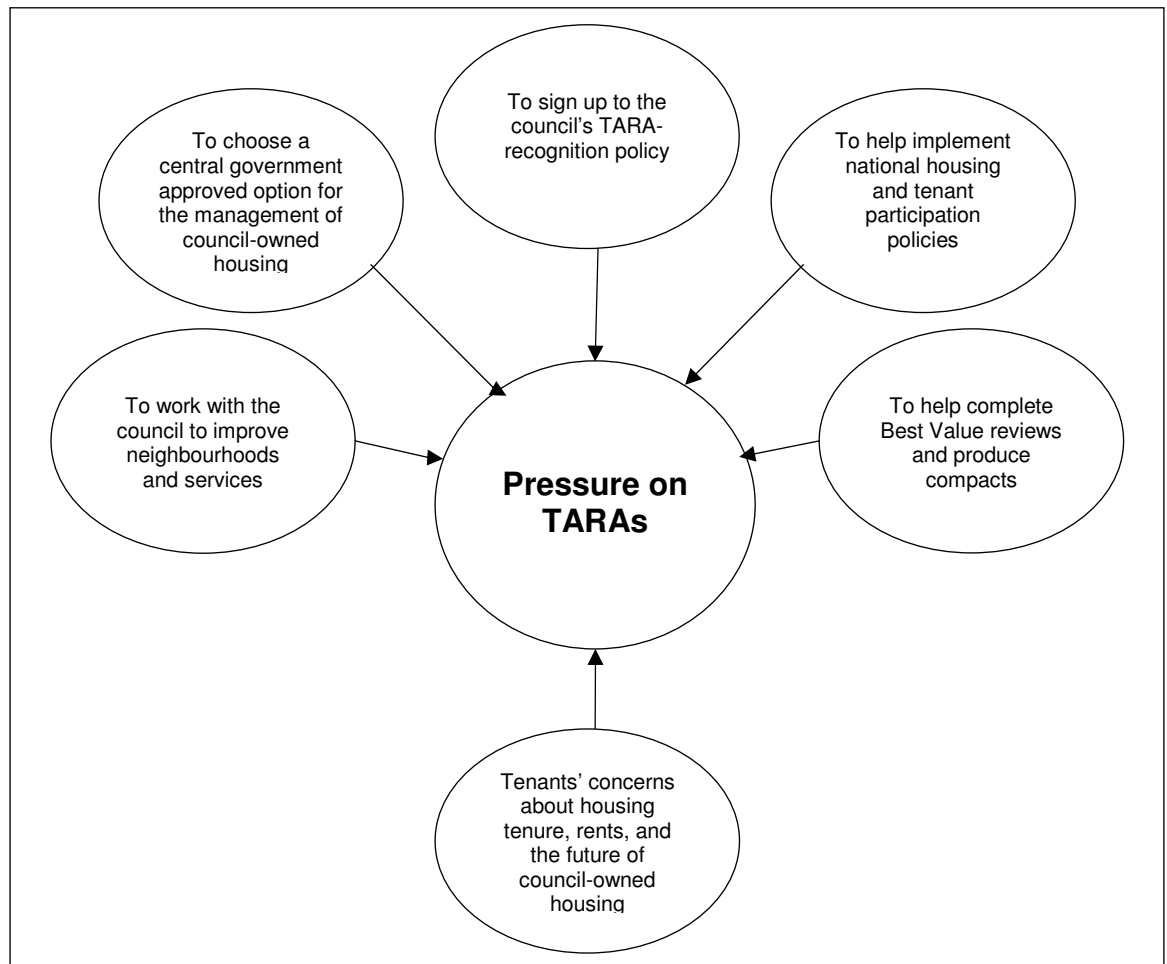 To sign up to the
council's TARA-
recognition policy
To choose a
central government
approved option for
the management of
council-owned
housing
To help implement
national housing
and tenant
participation
policies
To work with the
council to improve
neighbourhoods
and services
Pressure on
TARAs
To help complete
Best Value reviews
and produce
compacts
Tenants' concerns
about housing
tenure, rents, and
the future of
council-owned
housing